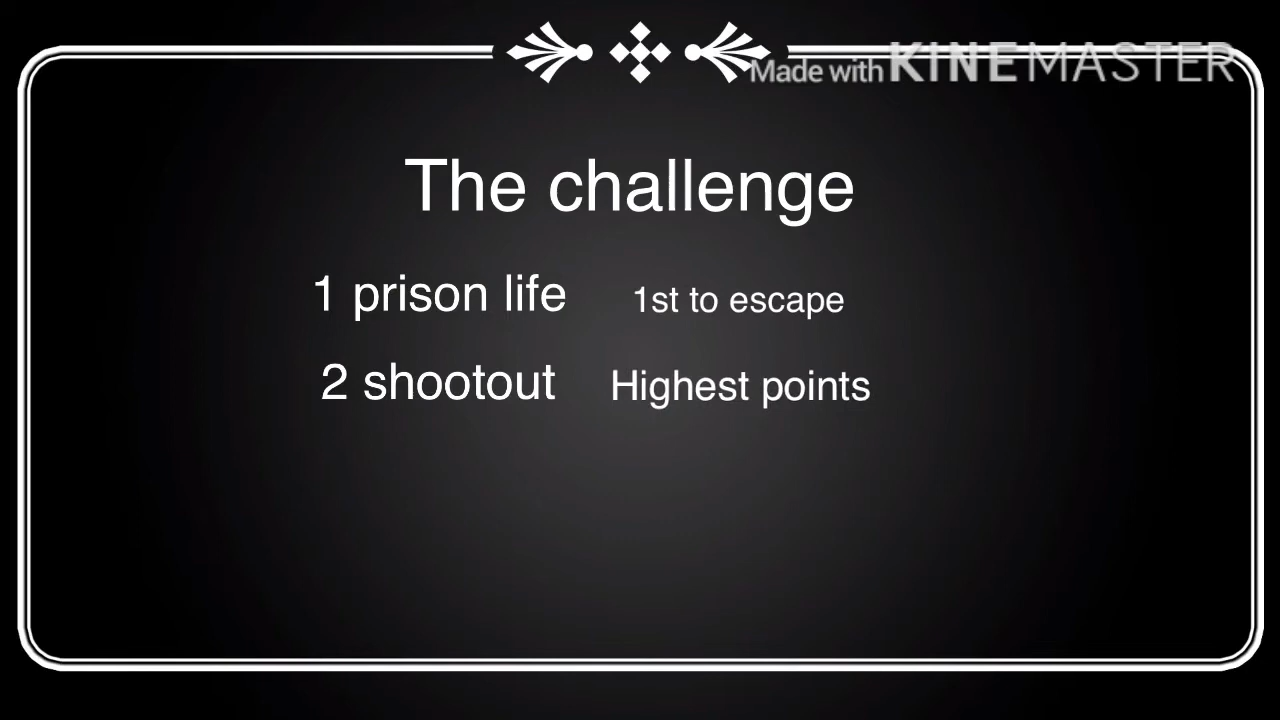 Made with KINEMASTER
The challenge
1 prison life 1st to escape
2 shootout Highest points